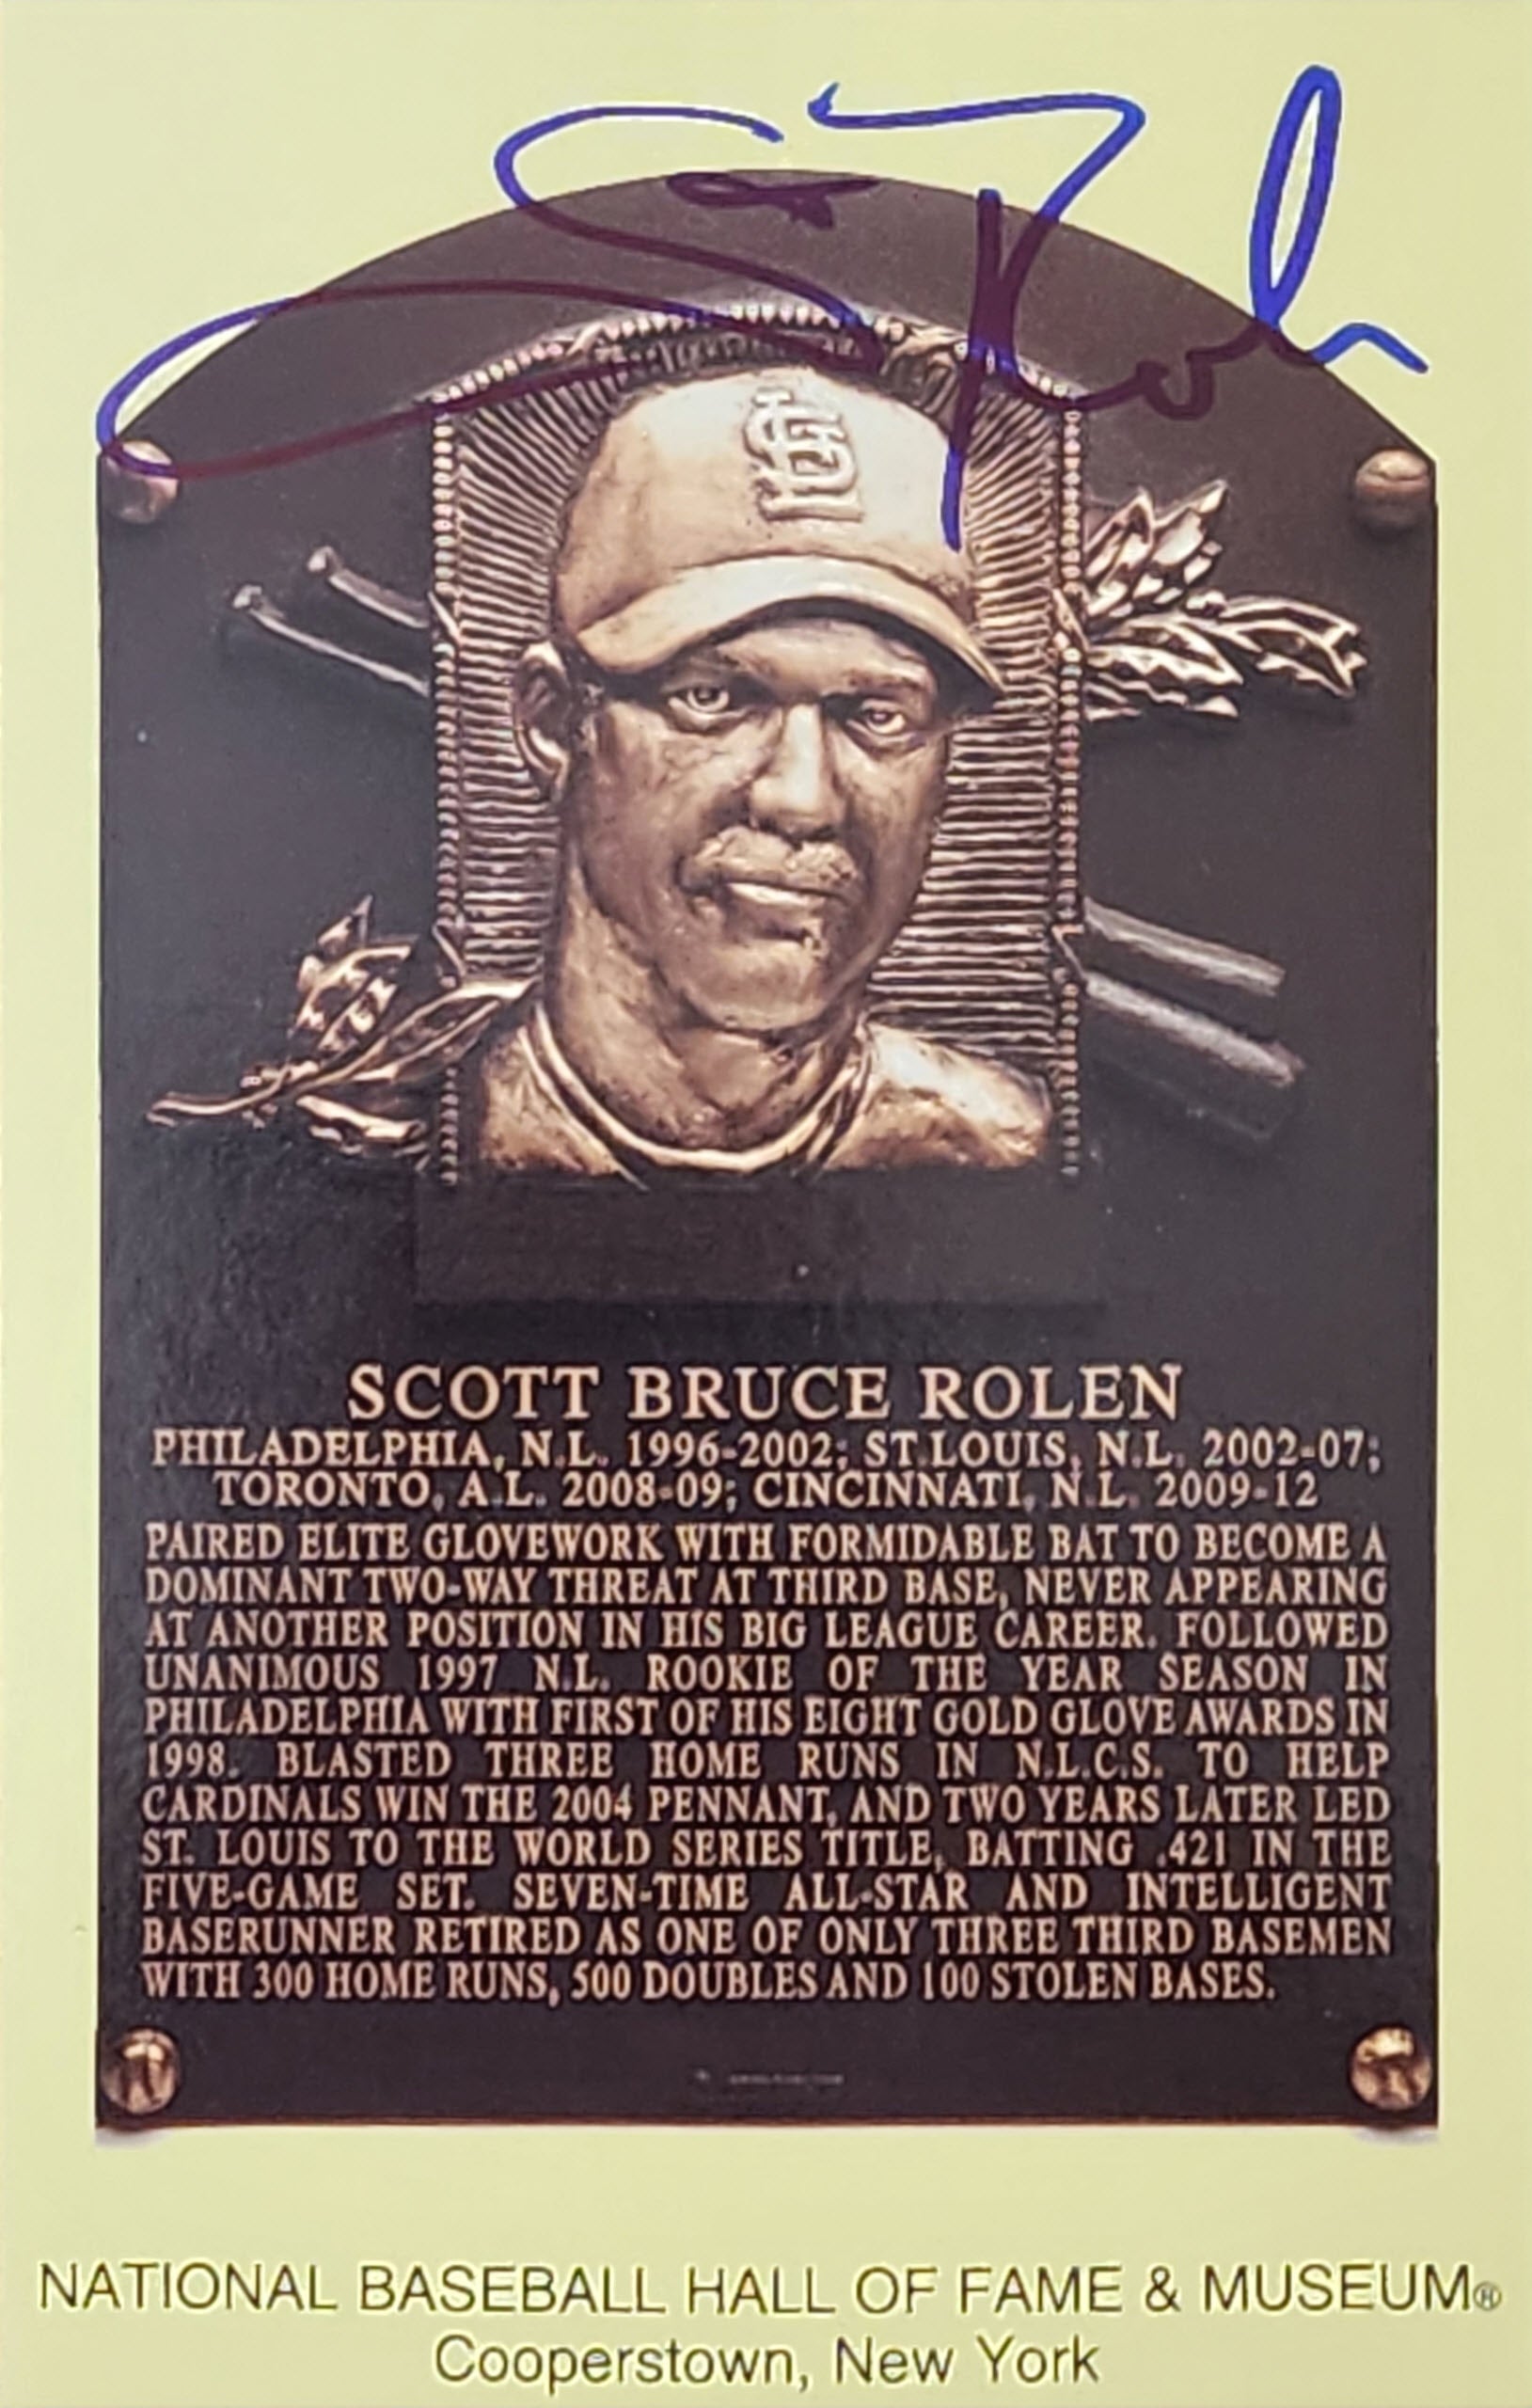 Scott Rolen
STL
SCOTT BRUCE ROLEN
PHILADELPHIA, N.L. 1996-2002; ST.LOUIS, N.L. 2002-07;
TORONTO, A.L. 2008-09; CINCINNATI, N.L. 2009-12
PAIRED ELITE GLOVEWORK WITH FORMIDABLE BAT TO BECOME A
DOMINANT TWO-WAY THREAT AT THIRD BASE, NEVER APPEARING
AT ANOTHER POSITION IN HIS BIG LEAGUE CAREER. FOLLOWED
UNANIMOUS 1997 N.L. ROOKIE OF THE YEAR SEASON IN
PHILADELPHIA WITH FIRST OF HIS EIGHT GOLD GLOVE AWARDS IN
1998. BLASTED THREE HOME RUNS IN N.L.C.S. TO HELP
CARDINALS WIN THE 2004 PENNANT, AND TWO YEARS LATER LED
ST. LOUIS TO THE WORLD SERIES TITLE, BATTING .421 IN THE
FIVE-GAME SET. SEVEN-TIME ALL-STAR AND INTELLIGENT
BASERUNNER RETIRED AS ONE OF ONLY THREE THIRD BASEMEN
WITH 300 HOME RUNS, 500 DOUBLES AND 100 STOLEN BASES.
NATIONAL BASEBALL HALL OF FAME & MUSEUM®
Cooperstown, New York